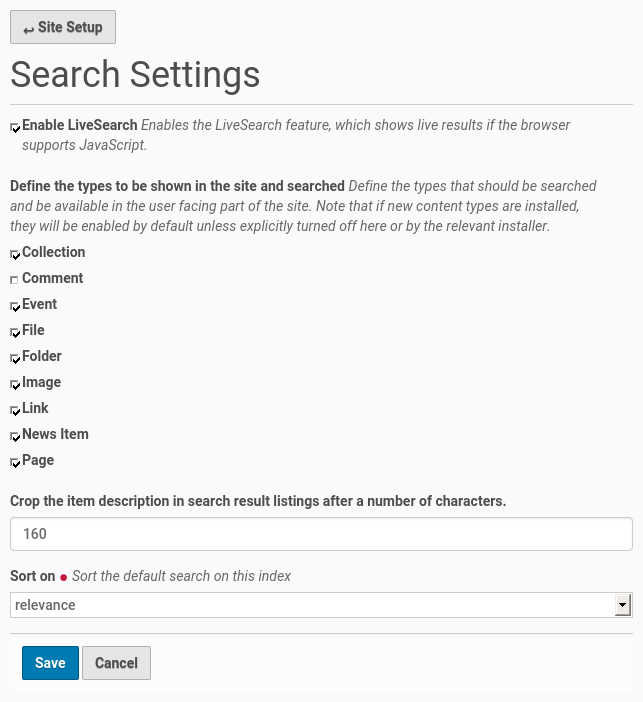 Site Setup
Search Settings
Enable LiveSearch Enables the LiveSearch feature, which shows live results if the browser
supports JavaScript.
Define the types to be shown in the site and searched Define the types that should be searched
and be available in the user facing part of the site. Note that if new content types are installed,
they will be enabled by default unless explicitly turned off here or by the relevant installer.
Collection
Comment
Event
File
Folder
Image
Link
News Item
Page
Crop the item description in search result listings after a number of characters.
160
Sort on Sort the default search on this index
relevance
Save Cancel